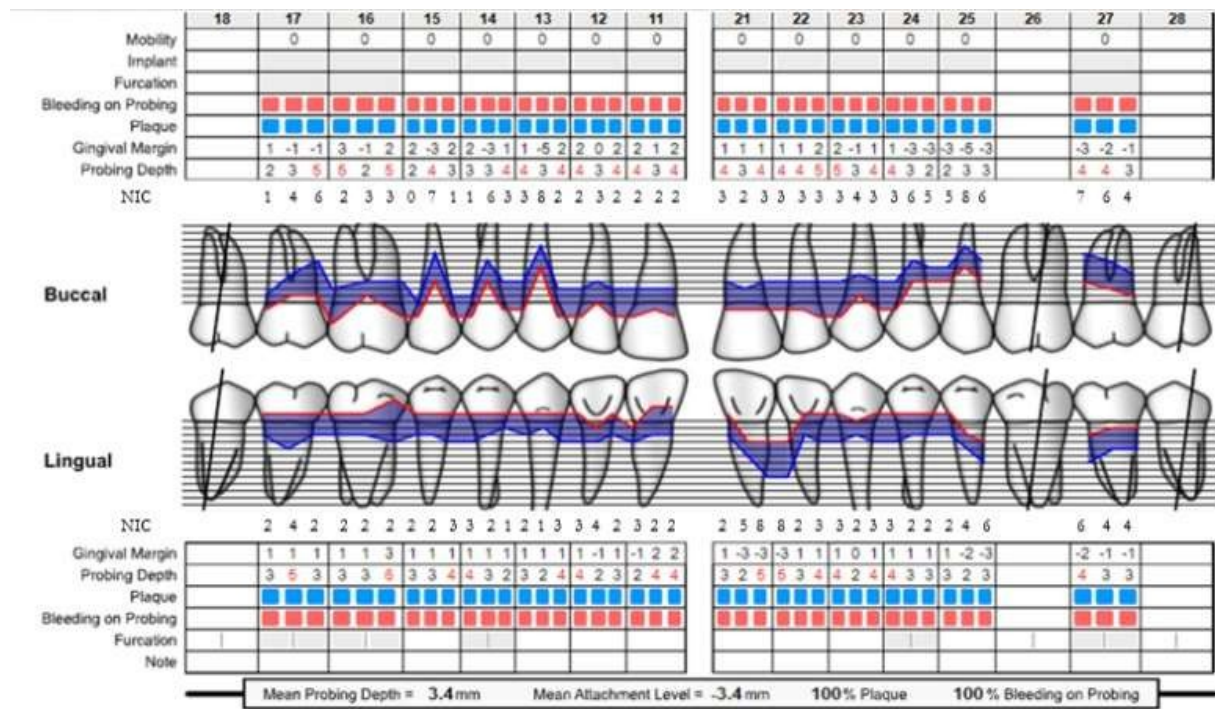 18 17 16 15 14 13 12 11 21 22 23 24 25 26 27 28
Mobility 0 0 0 0 0 0 0 0 0 0 0 0 0
Implant
Furcation
Bleeding on Probing
Plaque
Gingival Margin 1 -1 -1 3 -1 2 2 -3 2 2 -3 1 1 -5 2 2 0 2 2 1 2 1 1 1 1 1 2 2 -1 1 1 -3 -3 -3 -5 -3 -3 -2 -1
Probing Depth 2 3 5 5 2 5 2 4 3 3 3 4 4 3 4 4 3 4 4 3 4 4 3 4 4 4 5 5 3 4 4 3 2 2 3 3 4 4 3
NIC 1 4 6 2 3 3 0 7 1 1 6 3 3 8 2 2 3 2 2 2 2 3 2 3 3 3 3 3 4 3 3 6 5 5 8 6 7 6 4
Buccal
Lingual
NIC 2 4 2 2 2 2 2 2 3 3 2 1 2 1 3 3 4 2 3 2 2 2 5 8 8 2 3 3 2 3 3 2 2 2 4 6 6 4 4
Gingival Margin 1 1 1 1 1 3 1 1 1 1 1 1 1 1 1 1 -1 1 -1 2 2 1 -3 -3 -3 1 1 1 0 1 1 1 1 1 -2 -3 -2 -1 -1
Probing Depth 3 5 3 3 3 5 3 3 4 4 3 2 3 2 4 4 2 3 2 4 4 3 2 5 5 3 4 4 2 4 4 3 3 3 2 3 4 3 3
Plaque
Bleeding on Probing
Furcation
Note
Mean Probing Depth = 3.4 mm Mean Attachment Level = -3.4 mm 100 % Plaque 100 % Bleeding on Probing